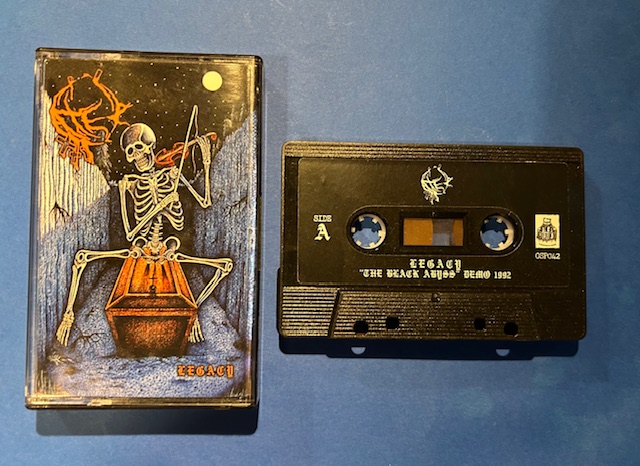 LEGACY
SIDE
A
LEGACY
"THE BLACK ABYSS" DEMO 1992
OSP042